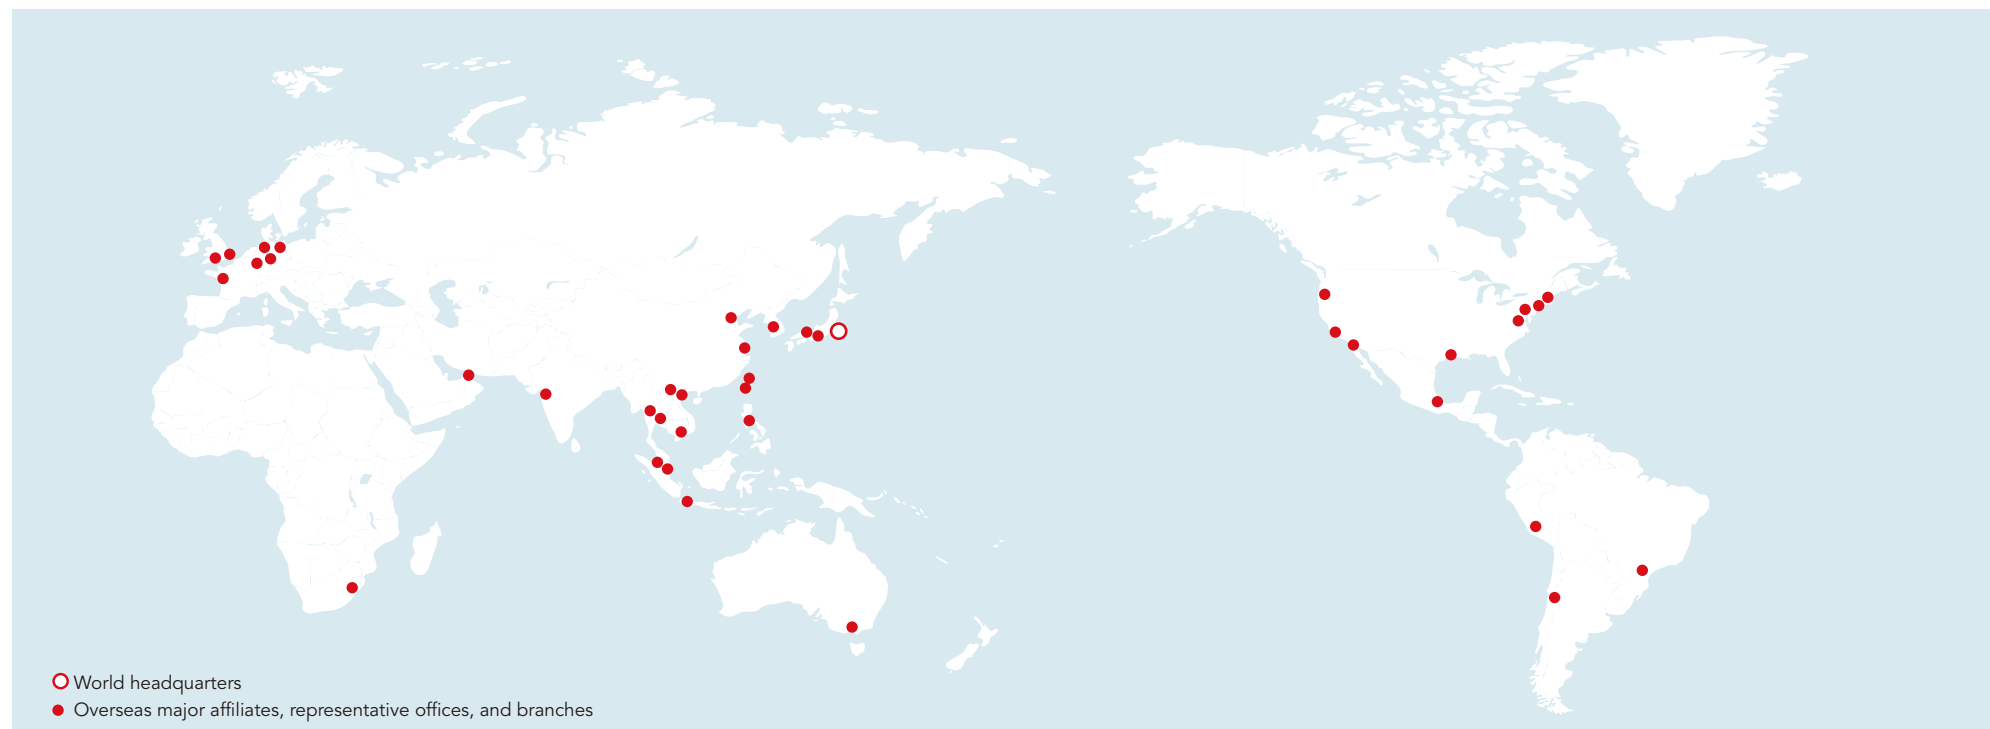 World headquarters
Overseas major affiliates, representative offices, and branches